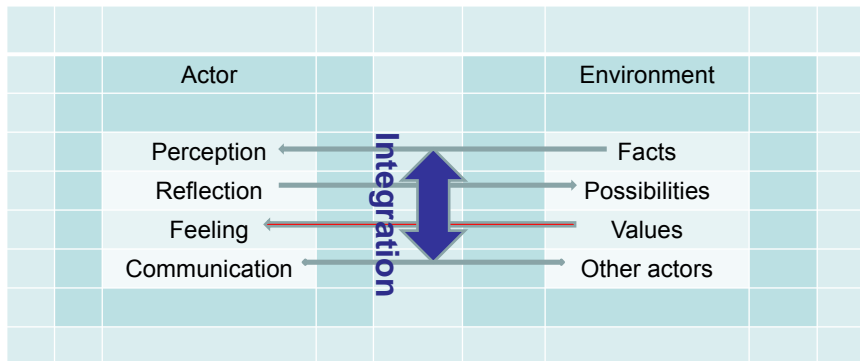 Actor Environment
Perception Facts
Reflection Possibilities
Feeling Values
Communication Other actors
Integration